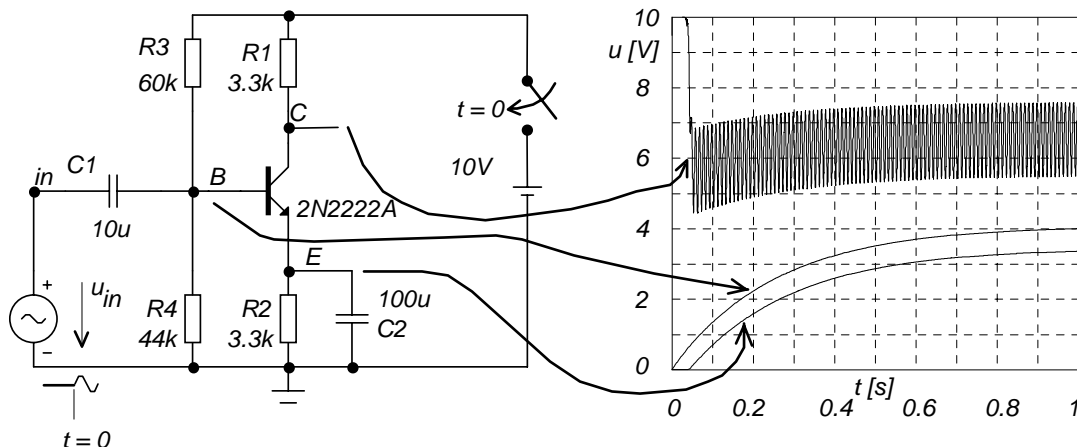 R3
60k
R1
3.3k
C
t = 0
10V
in
C1
10u
B
2N2222A
E
+
u_in
−
R4
44k
R2
3.3k
100u
C2
t = 0
10
u [V]
8
6
4
2
0
t [s]
0
0.2
0.4
0.6
0.8
1